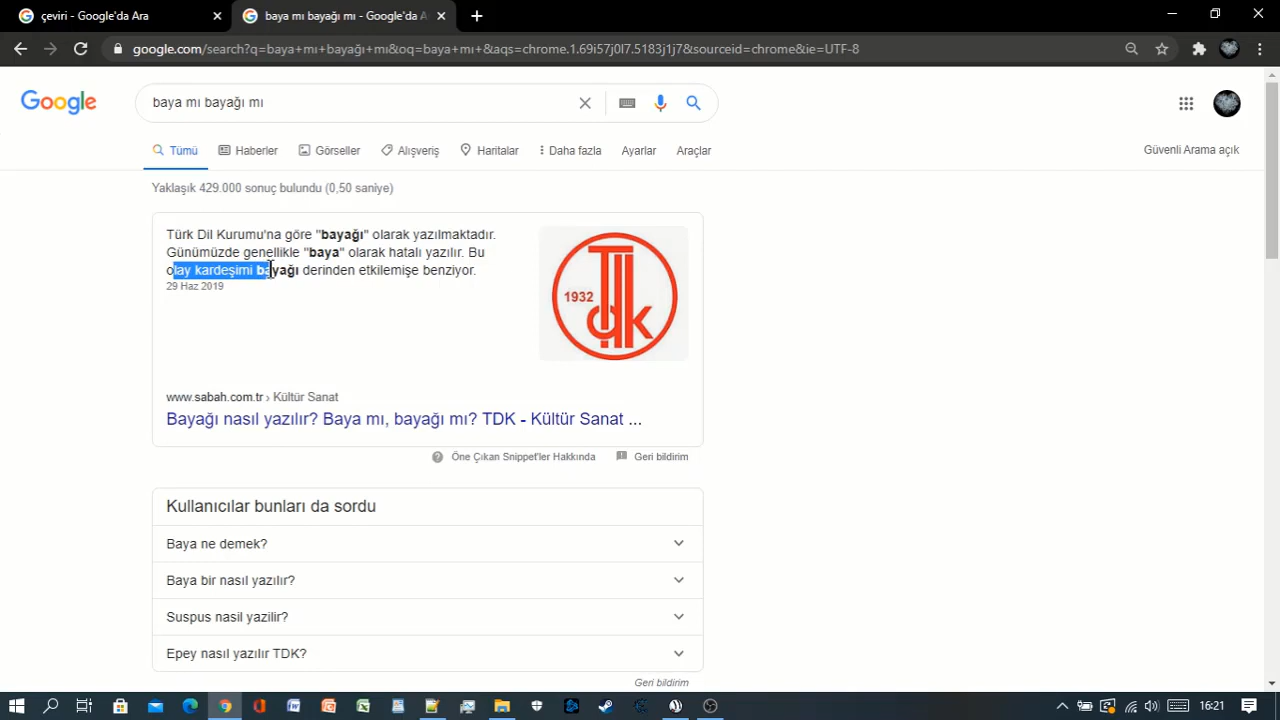 çeviri - Google'da Ara
baya mı bayağı mı - Google'da A
google.com/search?q=baya+mı+bayağı+mı&oq=baya+mı+&aqs=chrome.1.69i57j0l7.5183j1j7&sourceid=chrome&ie=UTF-8
Google
baya mı bayağı mı
Tümü
Haberler
Görseller
Alışveriş
Haritalar
Daha fazla
Ayarlar
Araçlar
Güvenli Arama açık
Yaklaşık 429.000 sonuç bulundu (0,50 saniye)
Türk Dil Kurumu'na göre "bayağı" olarak yazılmaktadır.
Günümüzde genellikle "baya" olarak hatalı yazılır. Bu
olay kardeşimi bayağı derinden etkilemişe benziyor.
29 Haz 2019
1932
Tdk
www.sabah.com.tr › Kültür Sanat
Bayağı nasıl yazılır? Baya mı, bayağı mı? TDK - Kültür Sanat ...
Öne Çıkan Snippet'ler Hakkında
Geri bildirim
Kullanıcılar bunları da sordu
Baya ne demek?
Baya bir nasıl yazılır?
Suspus nasil yazilir?
Epey nasıl yazılır TDK?
Geri bildirim
16:21